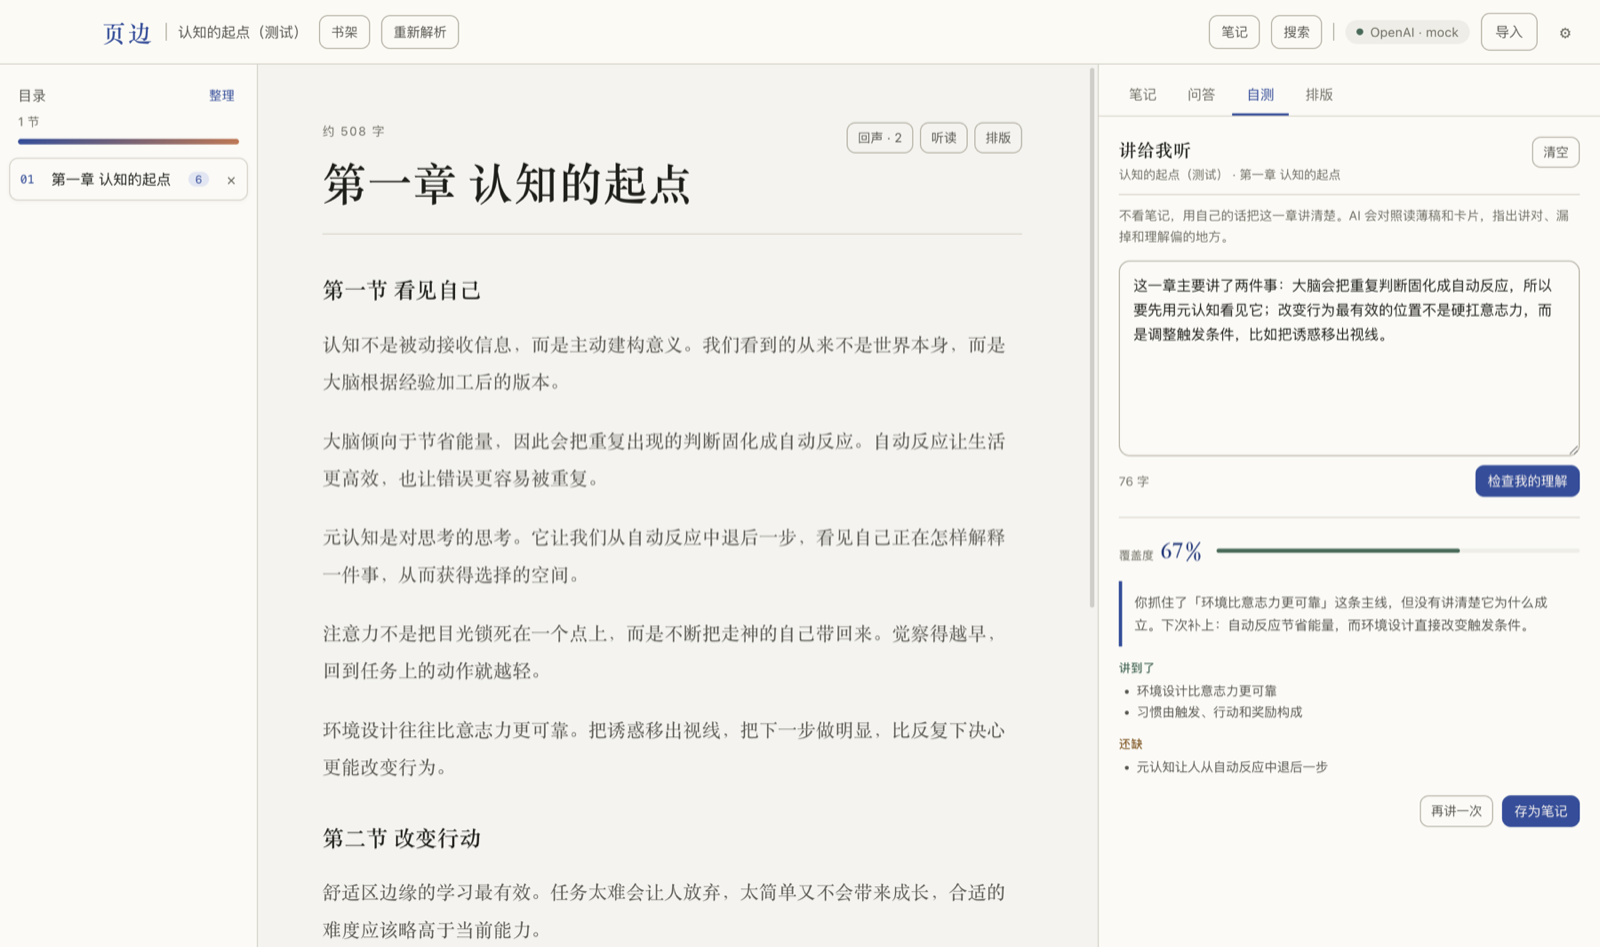 页边
认知的起点（测试）
书架
重新解析
笔记
搜索
OpenAI · mock
导入
目录
整理
1 节
01 第一章 认知的起点 6 ×
约 508 字
回声 · 2
听读
排版
第一章 认知的起点
第一节 看见自己
认知不是被动接收信息，而是主动建构意义。我们看到的从来不是世界本身，而是
大脑根据经验加工后的版本。
大脑倾向于节省能量，因此会把重复出现的判断固化成自动反应。自动反应让生活
更高效，也让错误更容易被重复。
元认知是对思考的思考。它让我们从自动反应中退后一步，看见自己正在怎样解释
一件事，从而获得选择的空间。
注意力不是把目光锁死在一个点上，而是不断把走神的自己带回来。觉察得越早，
回到任务上的动作就越轻。
环境设计往往比意志力更可靠。把诱惑移出视线，把下一步做明显，比反复下决心
更能改变行为。
第二节 改变行动
舒适区边缘的学习最有效。任务太难会让人放弃，太简单又不会带来成长，合适的
难度应该略高于当前能力。
笔记
问答
自测
排版
讲给我听
清空
认知的起点（测试） · 第一章 认知的起点
不看笔记，用自己的话把这一章讲清楚。AI 会对照读薄稿和卡片，指出讲对、漏
掉和理解偏的地方。
这一章主要讲了两件事：大脑会把重复判断固化成自动反应，所以
要先用元认知看见它；改变行为最有效的位置不是硬扛意志力，而
是调整触发条件，比如把诱惑移出视线。
76 字
检查我的理解
覆盖度 67%
你抓住了「环境比意志力更可靠」这条主线，但没有讲清楚它为什么成
立。下次补上：自动反应节省能量，而环境设计直接改变触发条件。
讲到了
• 环境设计比意志力更可靠
• 习惯由触发、行动和奖励构成
还缺
• 元认知让人从自动反应中退后一步
再讲一次
存为笔记